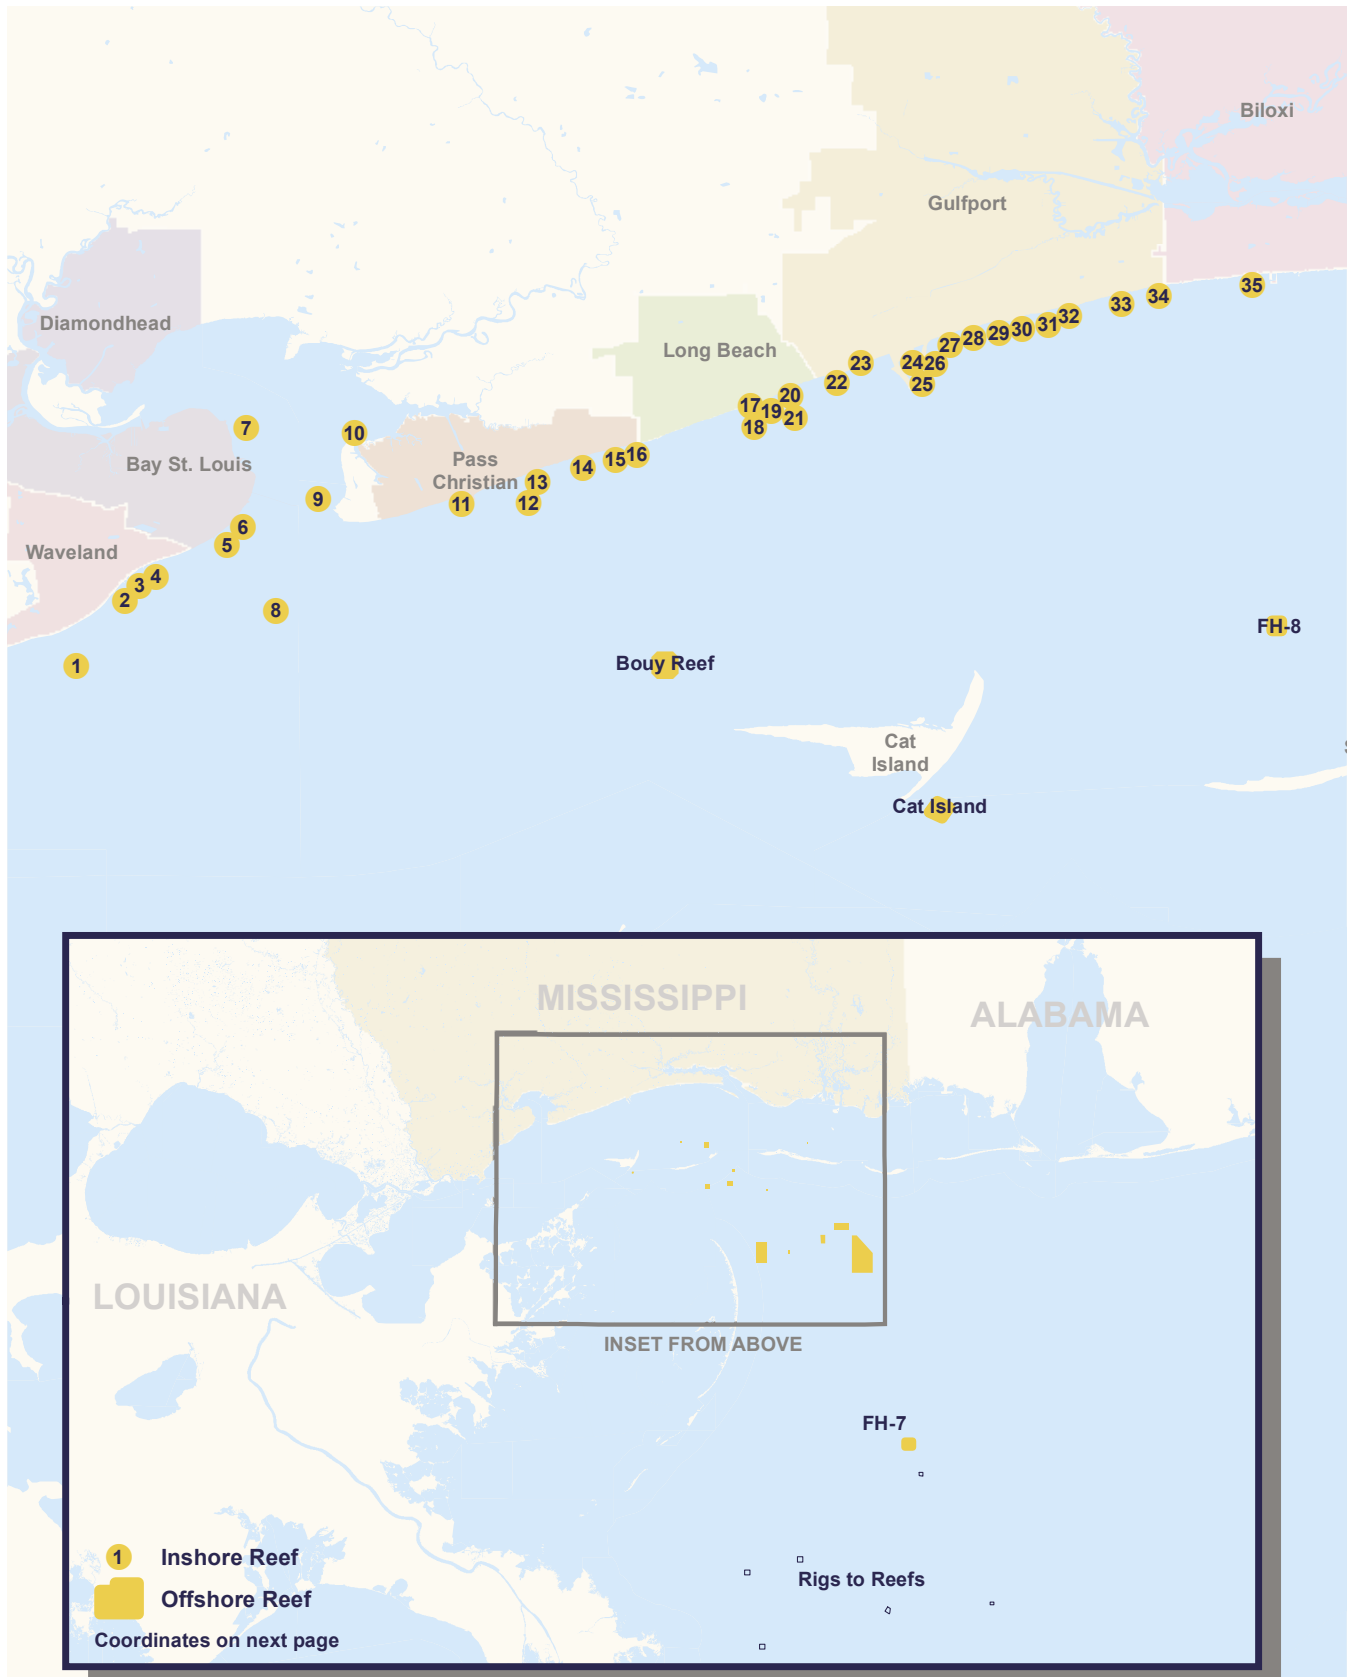 Biloxi
Gulfport
35
34
33
32
31
30
29
28
27
Diamondhead
Long Beach
23
24
26
25
22
20
17
19
21
18
7
10
Bay St. Louis
Pass
Christian
16
15
14
13
12
11
9
6
5
Waveland
4
3
2
8
1
FH-8
Bouy Reef
Cat
Island
S
Cat Island
MISSISSIPPI
ALABAMA
LOUISIANA
INSET FROM ABOVE
FH-7
1 Inshore Reef
Rigs to Reefs
Offshore Reef
Coordinates on next page